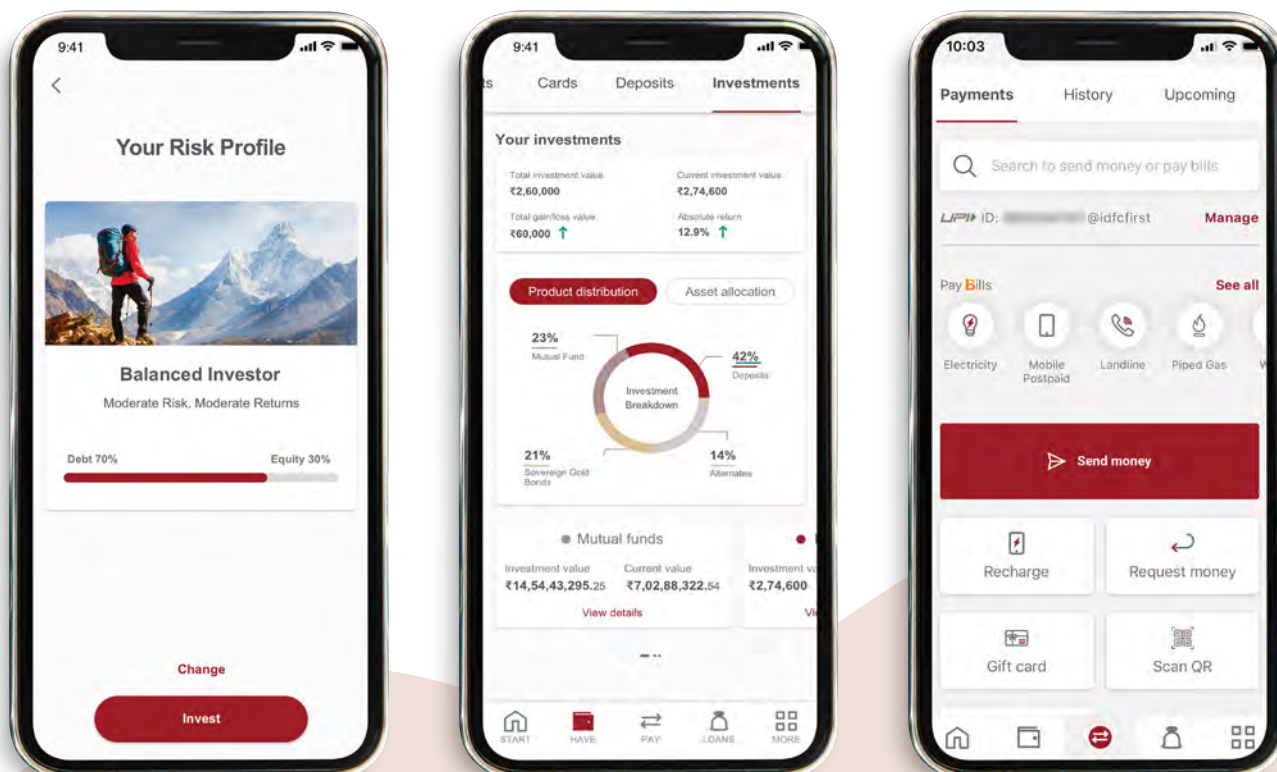 9:41
Your Risk Profile
Balanced Investor
Moderate Risk, Moderate Returns
Debt 70% Equity 30%
Change
Invest
9:41
ts Cards Deposits Investments
Your investments
Total investment value Current investment value
₹2,60,000 ₹2,74,600
Total gain/loss value Absolute return
₹60,000 12.9%
Product distribution Asset allocation
23%
Mutual Fund
42%
Deposits
Investment
Breakdown
21%
Sovereign Gold
Bonds
14%
Alternates
Mutual funds
Investment value Current value Investment va
₹14,54,43,295.25 ₹7,02,88,322.54 ₹2,74,600
View details Vi
START HAVE PAY LOANS MORE
10:03
Payments History Upcoming
Search to send money or pay bills
UPI ID: @idfcfirst Manage
Pay Bills See all
Electricity Mobile Landline Piped Gas W
Postpaid
Send money
Recharge Request money
Gift card Scan QR